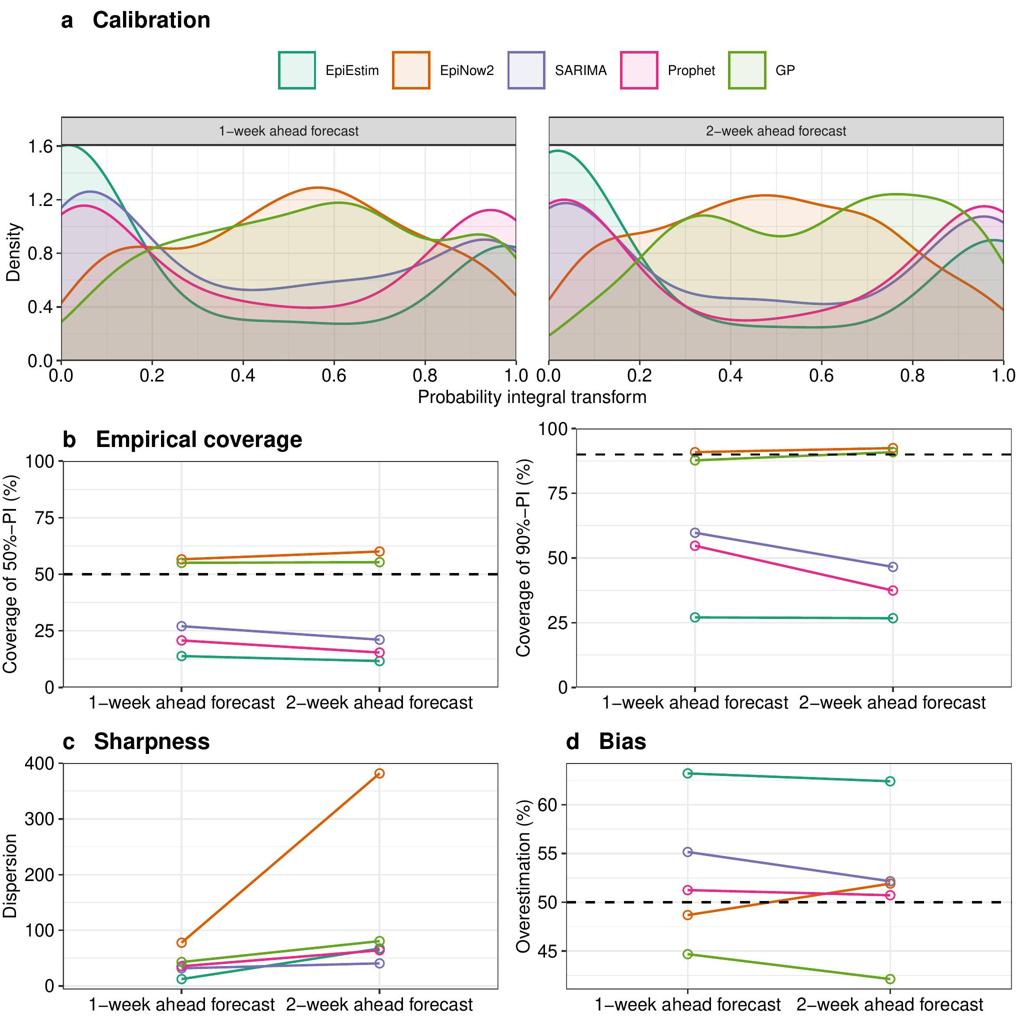 a Calibration
EpiEstim EpiNow2 SARIMA Prophet GP
1−week ahead forecast 2−week ahead forecast
Density
1.6
1.2
0.8
0.4
0.0
0.0 0.2 0.4 0.6 0.8 1.0 0.0 0.2 0.4 0.6 0.8 1.0
Probability integral transform
b Empirical coverage
Coverage of 50%−PI (%)
100
75
50
25
0
1−week ahead forecast 2−week ahead forecast
Coverage of 90%−PI (%)
100
75
50
25
0
1−week ahead forecast 2−week ahead forecast
c Sharpness
Dispersion
400
300
200
100
0
1−week ahead forecast 2−week ahead forecast
d Bias
Overestimation (%)
60
55
50
45
1−week ahead forecast 2−week ahead forecast